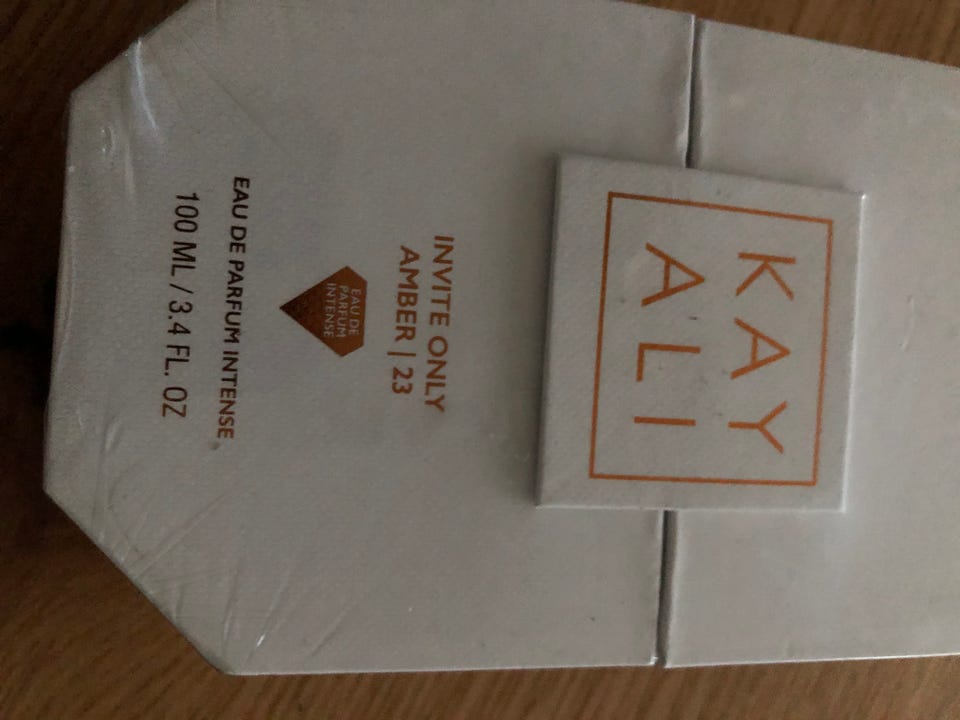 KAY
ALI
INVITE ONLY
AMBER | 23
EAU DE
PARFUM
INTENSE
EAU DE PARFUM INTENSE
100 ML / 3.4 FL. OZ